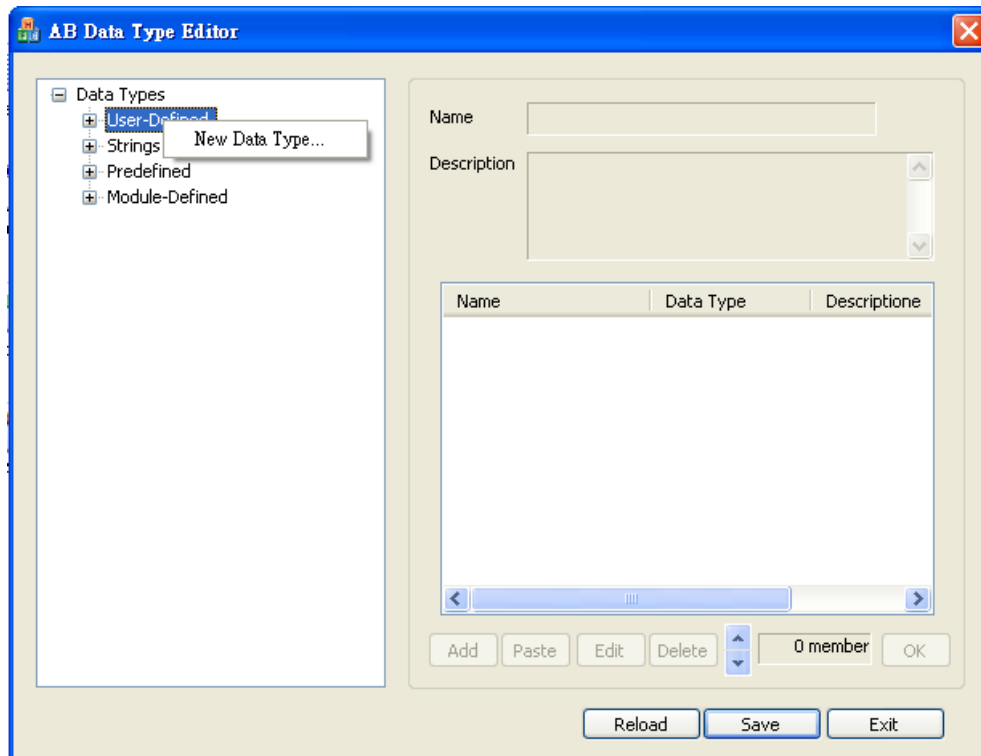 AB Data Type Editor
Data Types
User-Defined
New Data Type...
Strings
Predefined
Module-Defined
Name
Description
Name Data Type Descriptione
Add Paste Edit Delete 0 member OK
Reload Save Exit